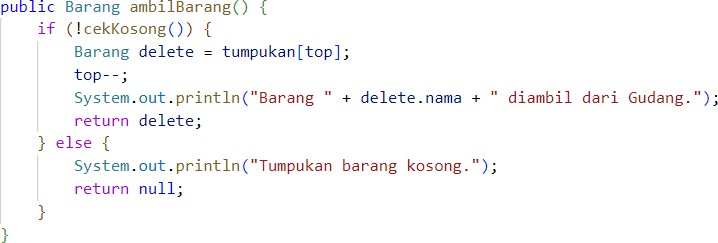 public Barang ambilBarang() {
    if (!cekKosong()) {
        Barang delete = tumpukan[top];
        top--;
        System.out.println("Barang " + delete.nama + " diambil dari Gudang.");
        return delete;
    } else {
        System.out.println("Tumpukan barang kosong.");
        return null;
    }
}